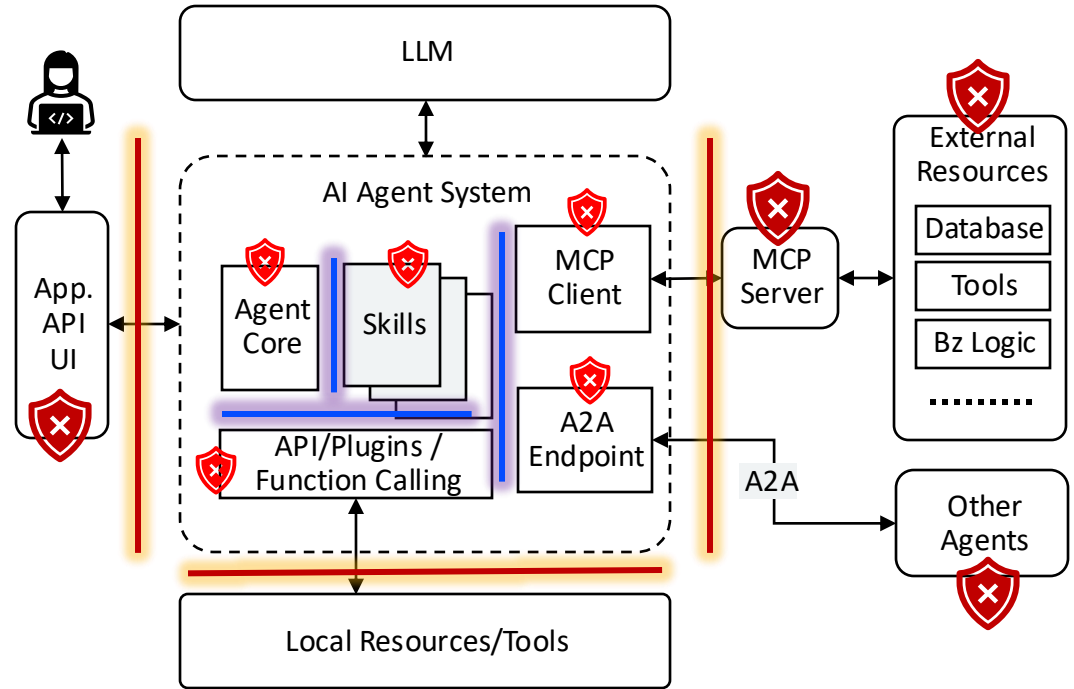 LLM
</>
AI Agent System
App.
API
UI
Agent
Core
Skills
MCP
Client
API/Plugins /
Function Calling
A2A
Endpoint
MCP
Server
External
Resources
Database
Tools
Bz Logic
.........
A2A
Other
Agents
Local Resources/Tools